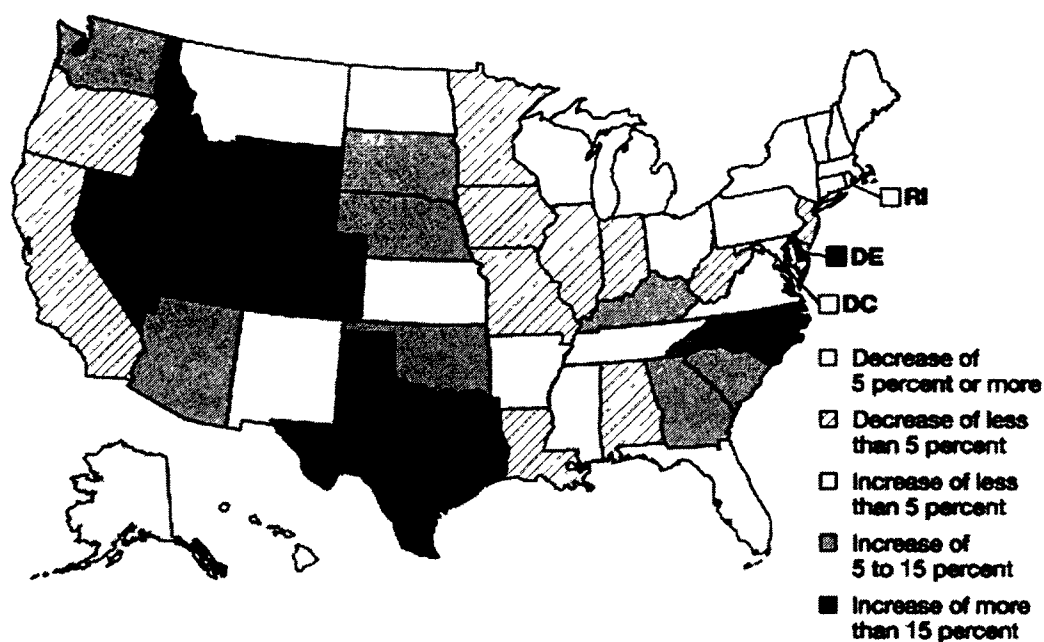 RI
DE
DC
Decrease of
5 percent or more
Decrease of less
than 5 percent
Increase of less
than 5 percent
Increase of
5 to 15 percent
Increase of more
than 15 percent